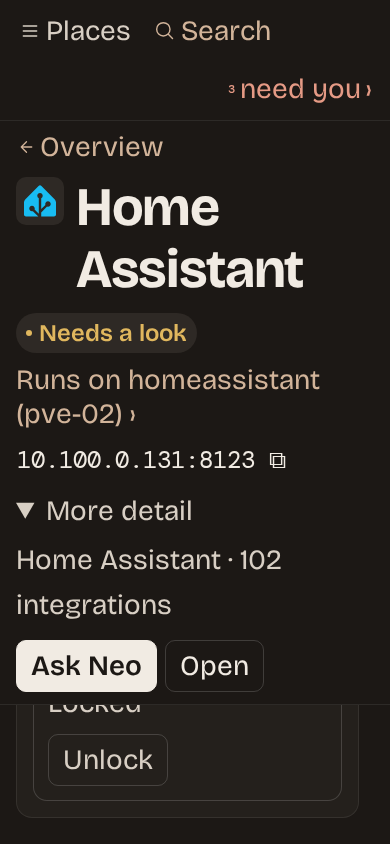 Places
Search
3 need you ›
← Overview
Home
Assistant
• Needs a look
Runs on homeassistant
(pve-02) ›
10.100.0.131:8123
▼ More detail
Home Assistant · 102
integrations
Ask Neo
Open
Locked
Unlock